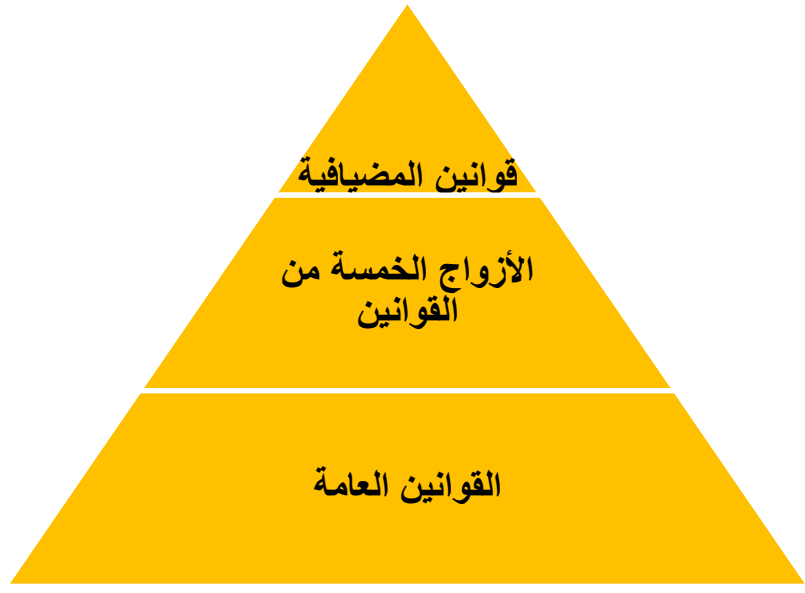 قوانين المضيافية
الأزواج الخمسة من
القوانين
القوانين العامة